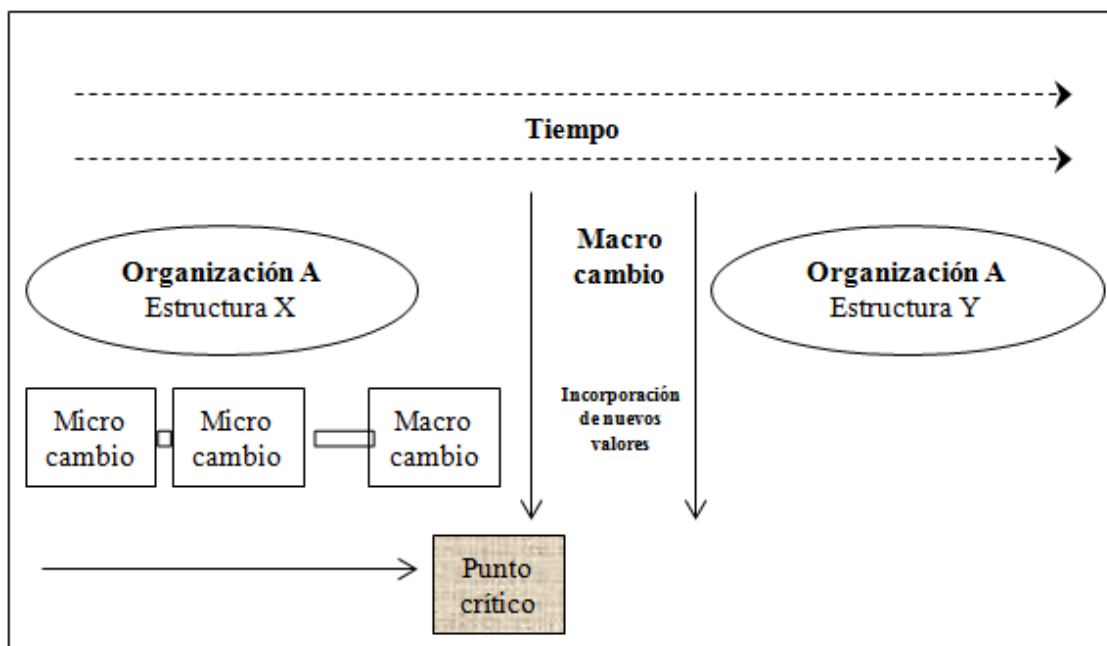 Tiempo
Organización A
Estructura X
Macro
cambio
Organización A
Estructura Y
Micro
cambio
Micro
cambio
Macro
cambio
Incorporación
de nuevos
valores
Punto
crítico